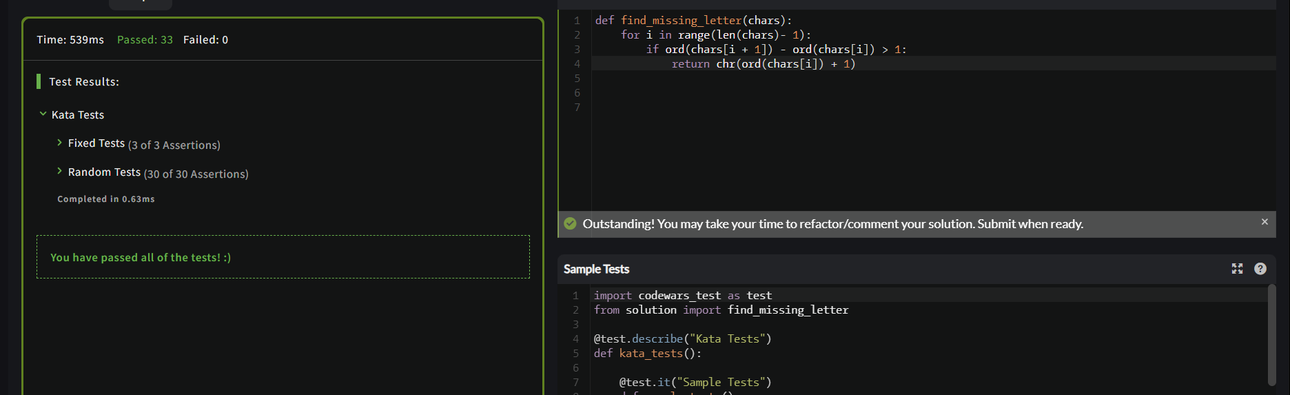 Time: 539ms Passed: 33 Failed: 0
Test Results:
Kata Tests
Fixed Tests (3 of 3 Assertions)
Random Tests (30 of 30 Assertions)
Completed in 0.63ms
You have passed all of the tests! :)
1 def find_missing_letter(chars):
2     for i in range(len(chars)- 1):
3         if ord(chars[i + 1]) - ord(chars[i]) > 1:
4             return chr(ord(chars[i]) + 1)
5
6
7
Outstanding! You may take your time to refactor/comment your solution. Submit when ready. ×
Sample Tests
1 import codewars_test as test
2 from solution import find_missing_letter
3
4 @test.describe("Kata Tests")
5 def kata_tests():
6
7     @test.it("Sample Tests")